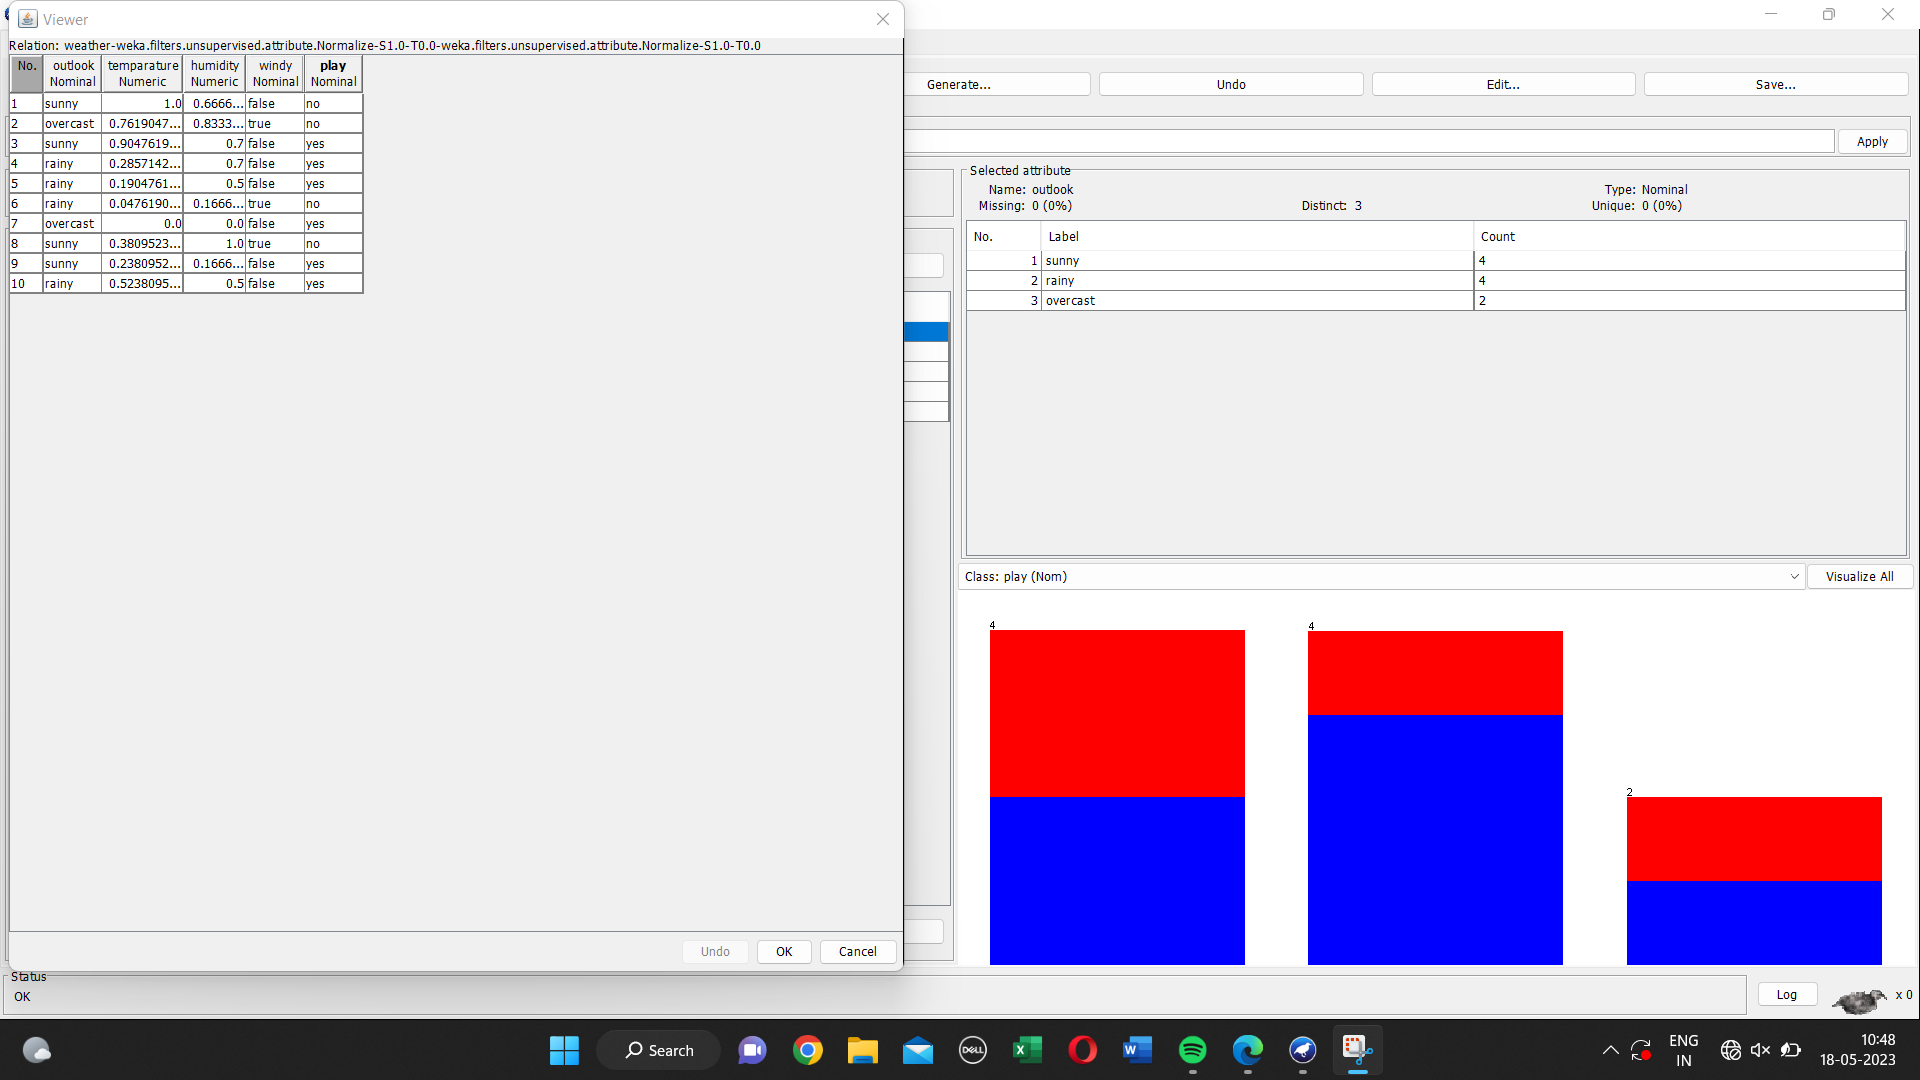 Viewer
Relation: weather-weka.filters.unsupervised.attribute.Normalize-S1.0-T0.0-weka.filters.unsupervised.attribute.Normalize-S1.0-T0.0
No. outlook temparature humidity windy play
Nominal Numeric Numeric Nominal Nominal
1 sunny 1.0 0.6666... false no
2 overcast 0.7619047... 0.8333... true no
3 sunny 0.9047619... 0.7 false yes
4 rainy 0.2857142... 0.7 false yes
5 rainy 0.1904761... 0.5 false yes
6 rainy 0.0476190... 0.1666... true no
7 overcast 0.0 0.0 false yes
8 sunny 0.3809523... 1.0 true no
9 sunny 0.2380952... 0.1666... false yes
10 rainy 0.5238095... 0.5 false yes
Undo OK Cancel
Generate... Undo Edit... Save...
Apply
Selected attribute
Name: outlook Type: Nominal
Missing: 0 (0%) Distinct: 3 Unique: 0 (0%)
No. Label Count
1 sunny 4
2 rainy 4
3 overcast 2
Class: play (Nom) Visualize All
4
4
2
Status
OK
Log x 0
Search
DELL
ENG
IN
10:48
18-05-2023